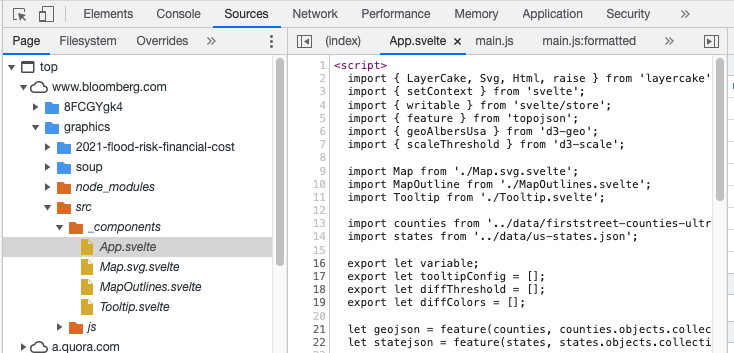 Elements Console Sources Network Performance Memory Application Security »
Page Filesystem Overrides »
(index) App.svelte × main.js main.js:formatted »
top
www.bloomberg.com
8FCGYgk4
graphics
2021-flood-risk-financial-cost
soup
node_modules
src
_components
App.svelte
Map.svg.svelte
MapOutlines.svelte
Tooltip.svelte
js
a.quora.com
1 <script>
2 import { LayerCake, Svg, Html, raise } from 'layercake'
3 import { setContext } from 'svelte';
4 import { writable } from 'svelte/store';
5 import { feature } from 'topojson';
6 import { geoAlbersUsa } from 'd3-geo';
7 import { scaleThreshold } from 'd3-scale';
8
9 import Map from './Map.svg.svelte';
10 import MapOutline from './MapOutlines.svelte';
11 import Tooltip from './Tooltip.svelte';
12
13 import counties from '../data/firststreet-counties-ultr
14 import states from '../data/us-states.json';
15
16 export let variable;
17 export let tooltipConfig = [];
18 export let diffThreshold = [];
19 export let diffColors = [];
20
21 let geojson = feature(counties, counties.objects.collec
22 let statejson = feature(states, states.objects.collecti